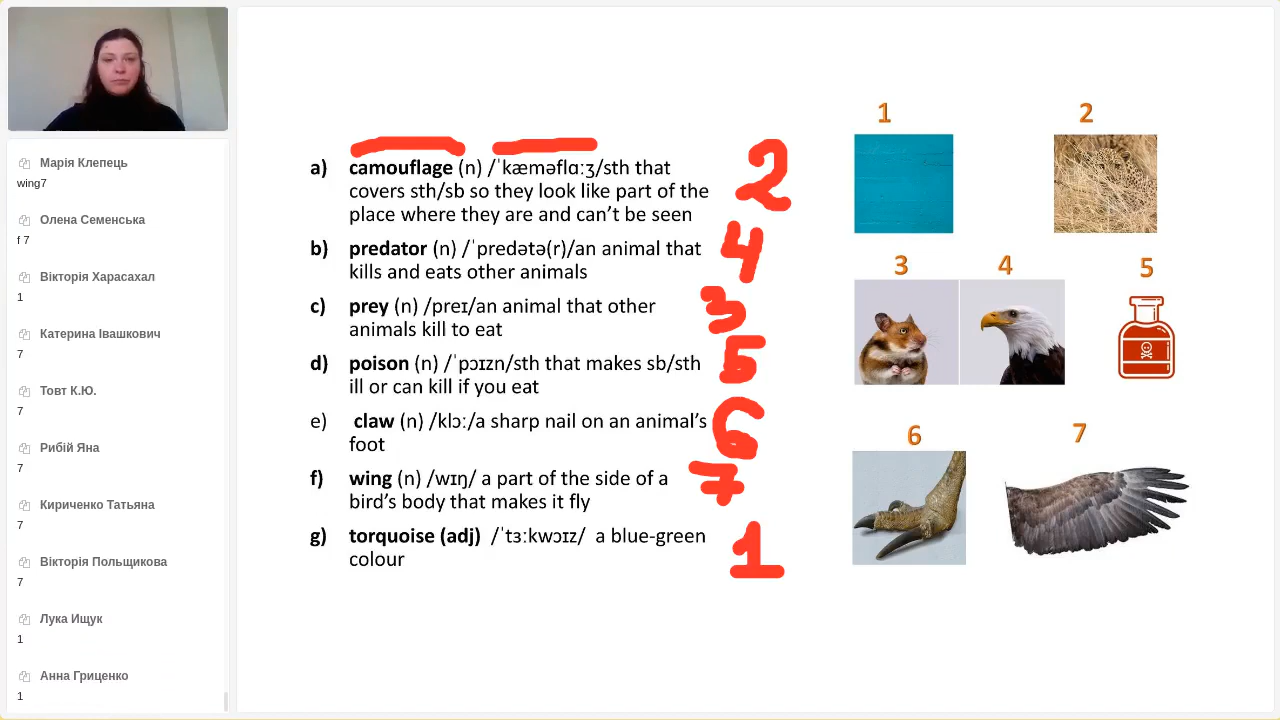 Марія Клепець
wing7
Олена Семенська
f 7
Вікторія Харасахал
1
Катерина Івашкович
7
Товт К.Ю.
7
Рибій Яна
7
Кириченко Татьяна
7
Вікторія Польщикова
7
Лука Ищук
1
Анна Гриценко
1
a) camouflage (n) /ˈkæməflɑːʒ/sth that
covers sth/sb so they look like part of the
place where they are and can’t be seen
2
b) predator (n) /ˈpredətə(r)/an animal that
kills and eats other animals
4
c) prey (n) /preɪ/an animal that other
animals kill to eat
3
d) poison (n) /ˈpɔɪzn/sth that makes sb/sth
ill or can kill if you eat
5
e) claw (n) /klɔː/a sharp nail on an animal’s
foot
6
f) wing (n) /wɪŋ/ a part of the side of a
bird’s body that makes it fly
7
g) torquoise (adj) /ˈtɜːkwɔɪz/ a blue-green
colour
1
1 2
3 4 5
6 7